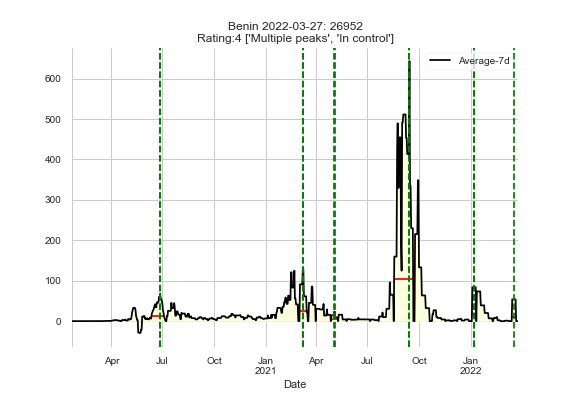 Benin 2022-03-27: 26952
Rating:4 ['Multiple peaks', 'In control']
Average-7d
600
500
400
300
200
100
0
Apr Jul Oct Jan Apr Jul Oct Jan
2021 2022
Date